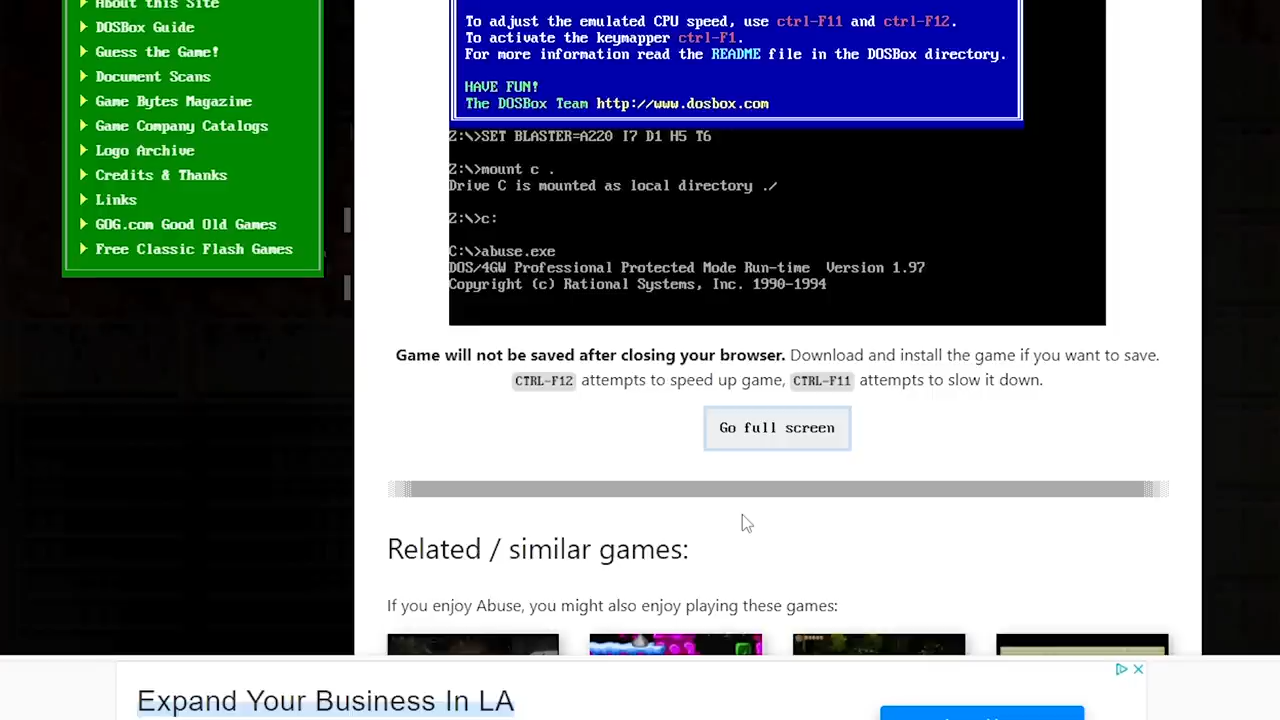 About this Site
DOSBox Guide
Guess the Game!
Document Scans
Game Bytes Magazine
Game Company Catalogs
Logo Archive
Credits & Thanks
Links
GOG.com Good Old Games
Free Classic Flash Games
To adjust the emulated CPU speed, use ctrl-F11 and ctrl-F12.
To activate the keymapper ctrl-F1.
For more information read the README file in the DOSBox directory.
HAVE FUN!
The DOSBox Team http://www.dosbox.com
Z:\>SET BLASTER=A220 I7 D1 H5 T6
Z:\>mount c .
Drive C is mounted as local directory ./
Z:\>c:
C:\>abuse.exe
DOS/4GW Professional Protected Mode Run-time Version 1.97
Copyright (c) Rational Systems, Inc. 1990-1994
Game will not be saved after closing your browser. Download and install the game if you want to save.
CTRL-F12 attempts to speed up game, CTRL-F11 attempts to slow it down.
Go full screen
Related / similar games:
If you enjoy Abuse, you might also enjoy playing these games:
Expand Your Business In LA